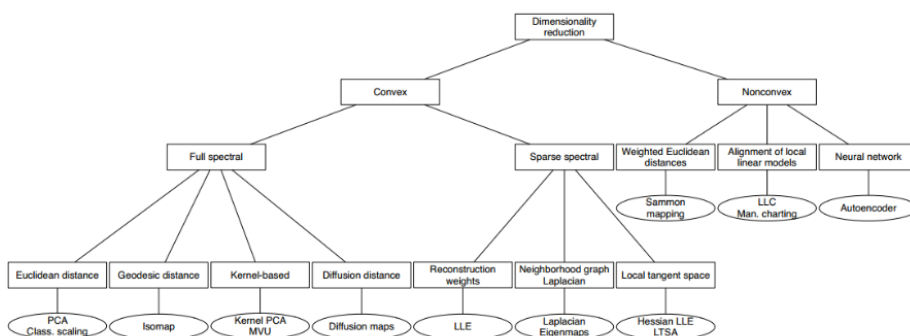 Dimensionality
reduction
Convex
Nonconvex
Full spectral
Sparse spectral
Weighted Euclidean
distances
Alignment of local
linear models
Neural network
Sammon
mapping
LLC
Man. charting
Autoencoder
Euclidean distance
Geodesic distance
Kernel-based
Diffusion distance
Reconstruction
weights
Neighborhood graph
Laplacian
Local tangent space
PCA
Class. scaling
Isomap
Kernel PCA
MVU
Diffusion maps
LLE
Laplacian
Eigenmaps
Hessian LLE
LTSA